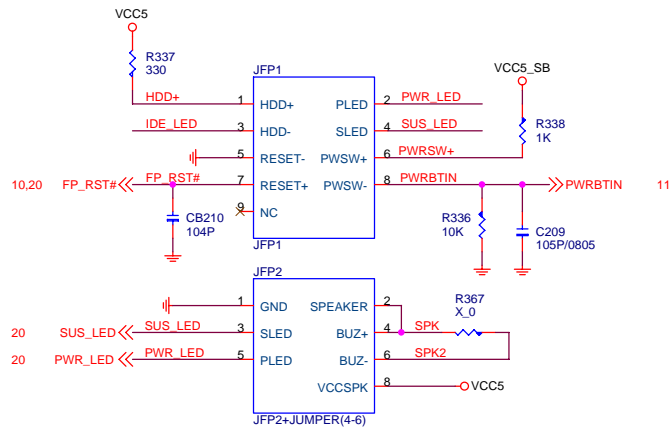 VCC5
R337
330
JFP1
VCC5_SB
HDD+ 1 HDD+ PLED 2 PWR_LED
IDE_LED 3 HDD- SLED 4 SUS_LED
R338
1K
5 RESET- PWSW+ 6 PWRSW+
10,20 FP_RST# FP_RST# 7 RESET+ PWSW- 8 PWRBTIN PWRBTIN 11
9 NC
CB210
104P
R336
10K
C209
105P/0805
JFP1
JFP2
1 GND SPEAKER 2
R367
X_0
20 SUS_LED SUS_LED 3 SLED BUZ+ 4 SPK
20 PWR_LED PWR_LED 5 PLED BUZ- 6 SPK2
VCCSPK 8 VCC5
JFP2+JUMPER(4-6)